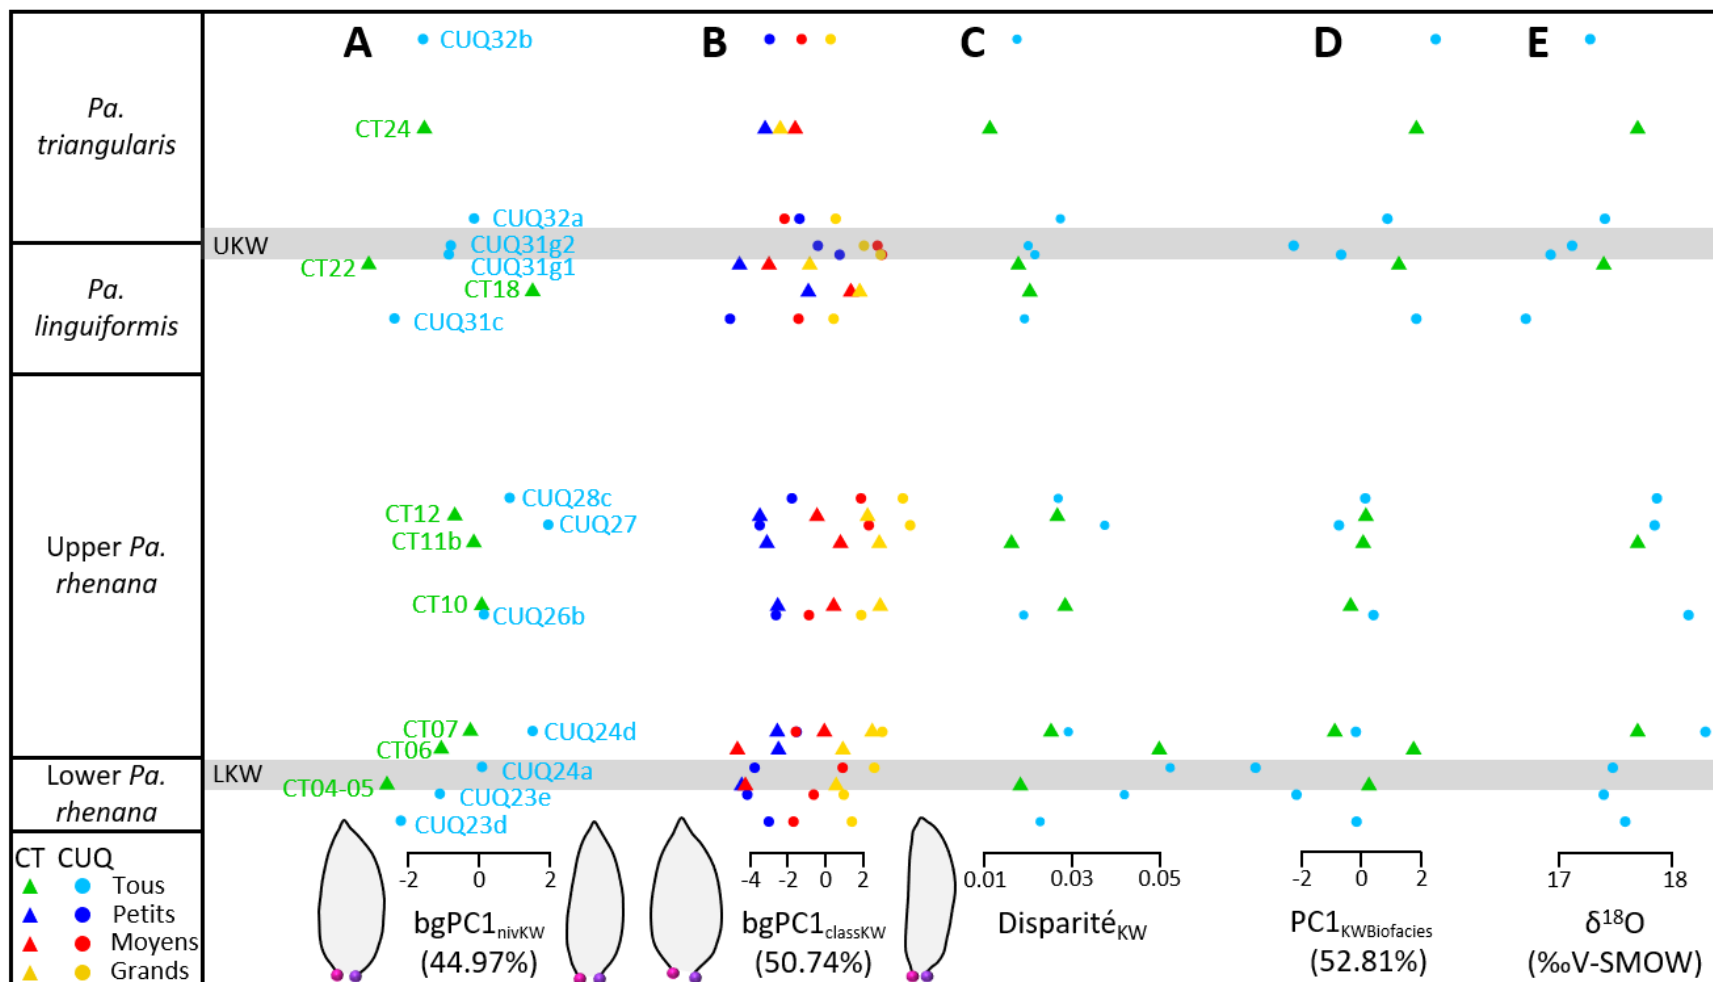 A
B
C
D
E
CUQ32b
Pa.
triangularis
CT24
CUQ32a
UKW
CUQ31g2
CT22
CUQ31g1
CT18
Pa.
linguiformis
CUQ31c
CUQ28c
CT12
CUQ27
CT11b
Upper Pa.
rhenana
CT10
CUQ26b
CT07
CUQ24d
CT06
LKW
CUQ24a
Lower Pa.
rhenana
CT04-05
CUQ23e
CUQ23d
CT CUQ
Tous
Petits
Moyens
Grands
-2 0 2
bgPC1nivKW
(44.97%)
-4 -2 0 2
bgPC1classKW
(50.74%)
0.01 0.03 0.05
DisparitéKW
-2 0 2
PC1KWBiofacies
(52.81%)
17 18
δ¹⁸O
(‰V-SMOW)